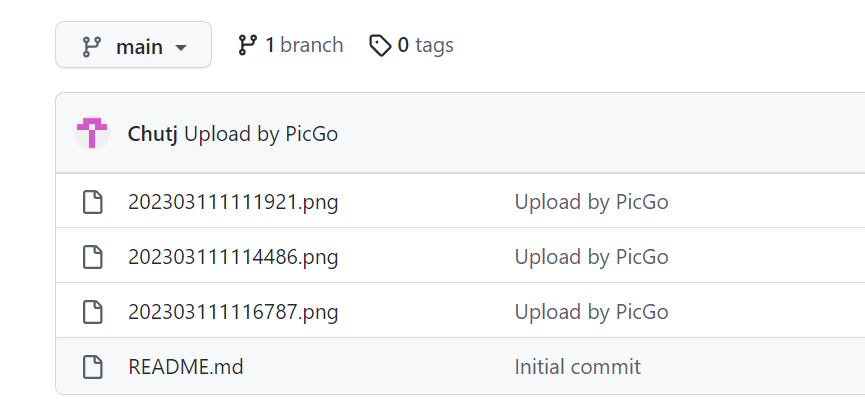 main 1 branch 0 tags
Chutj Upload by PicGo
202303111111921.png Upload by PicGo
202303111114486.png Upload by PicGo
202303111116787.png Upload by PicGo
README.md Initial commit